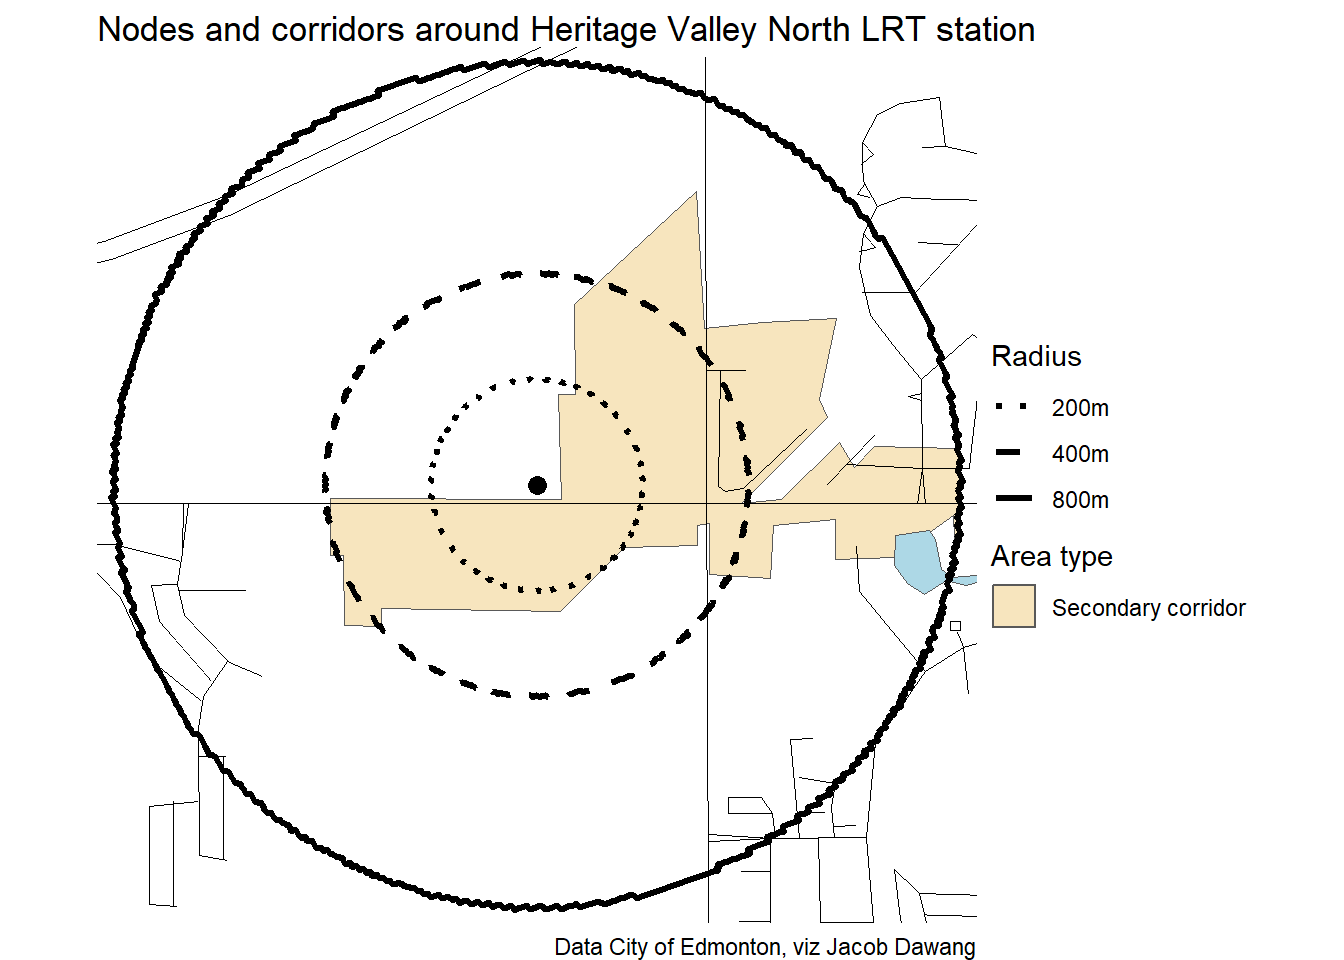 Nodes and corridors around Heritage Valley North LRT station
Radius
200m
400m
800m
Area type
Secondary corridor
Data City of Edmonton, viz Jacob Dawang